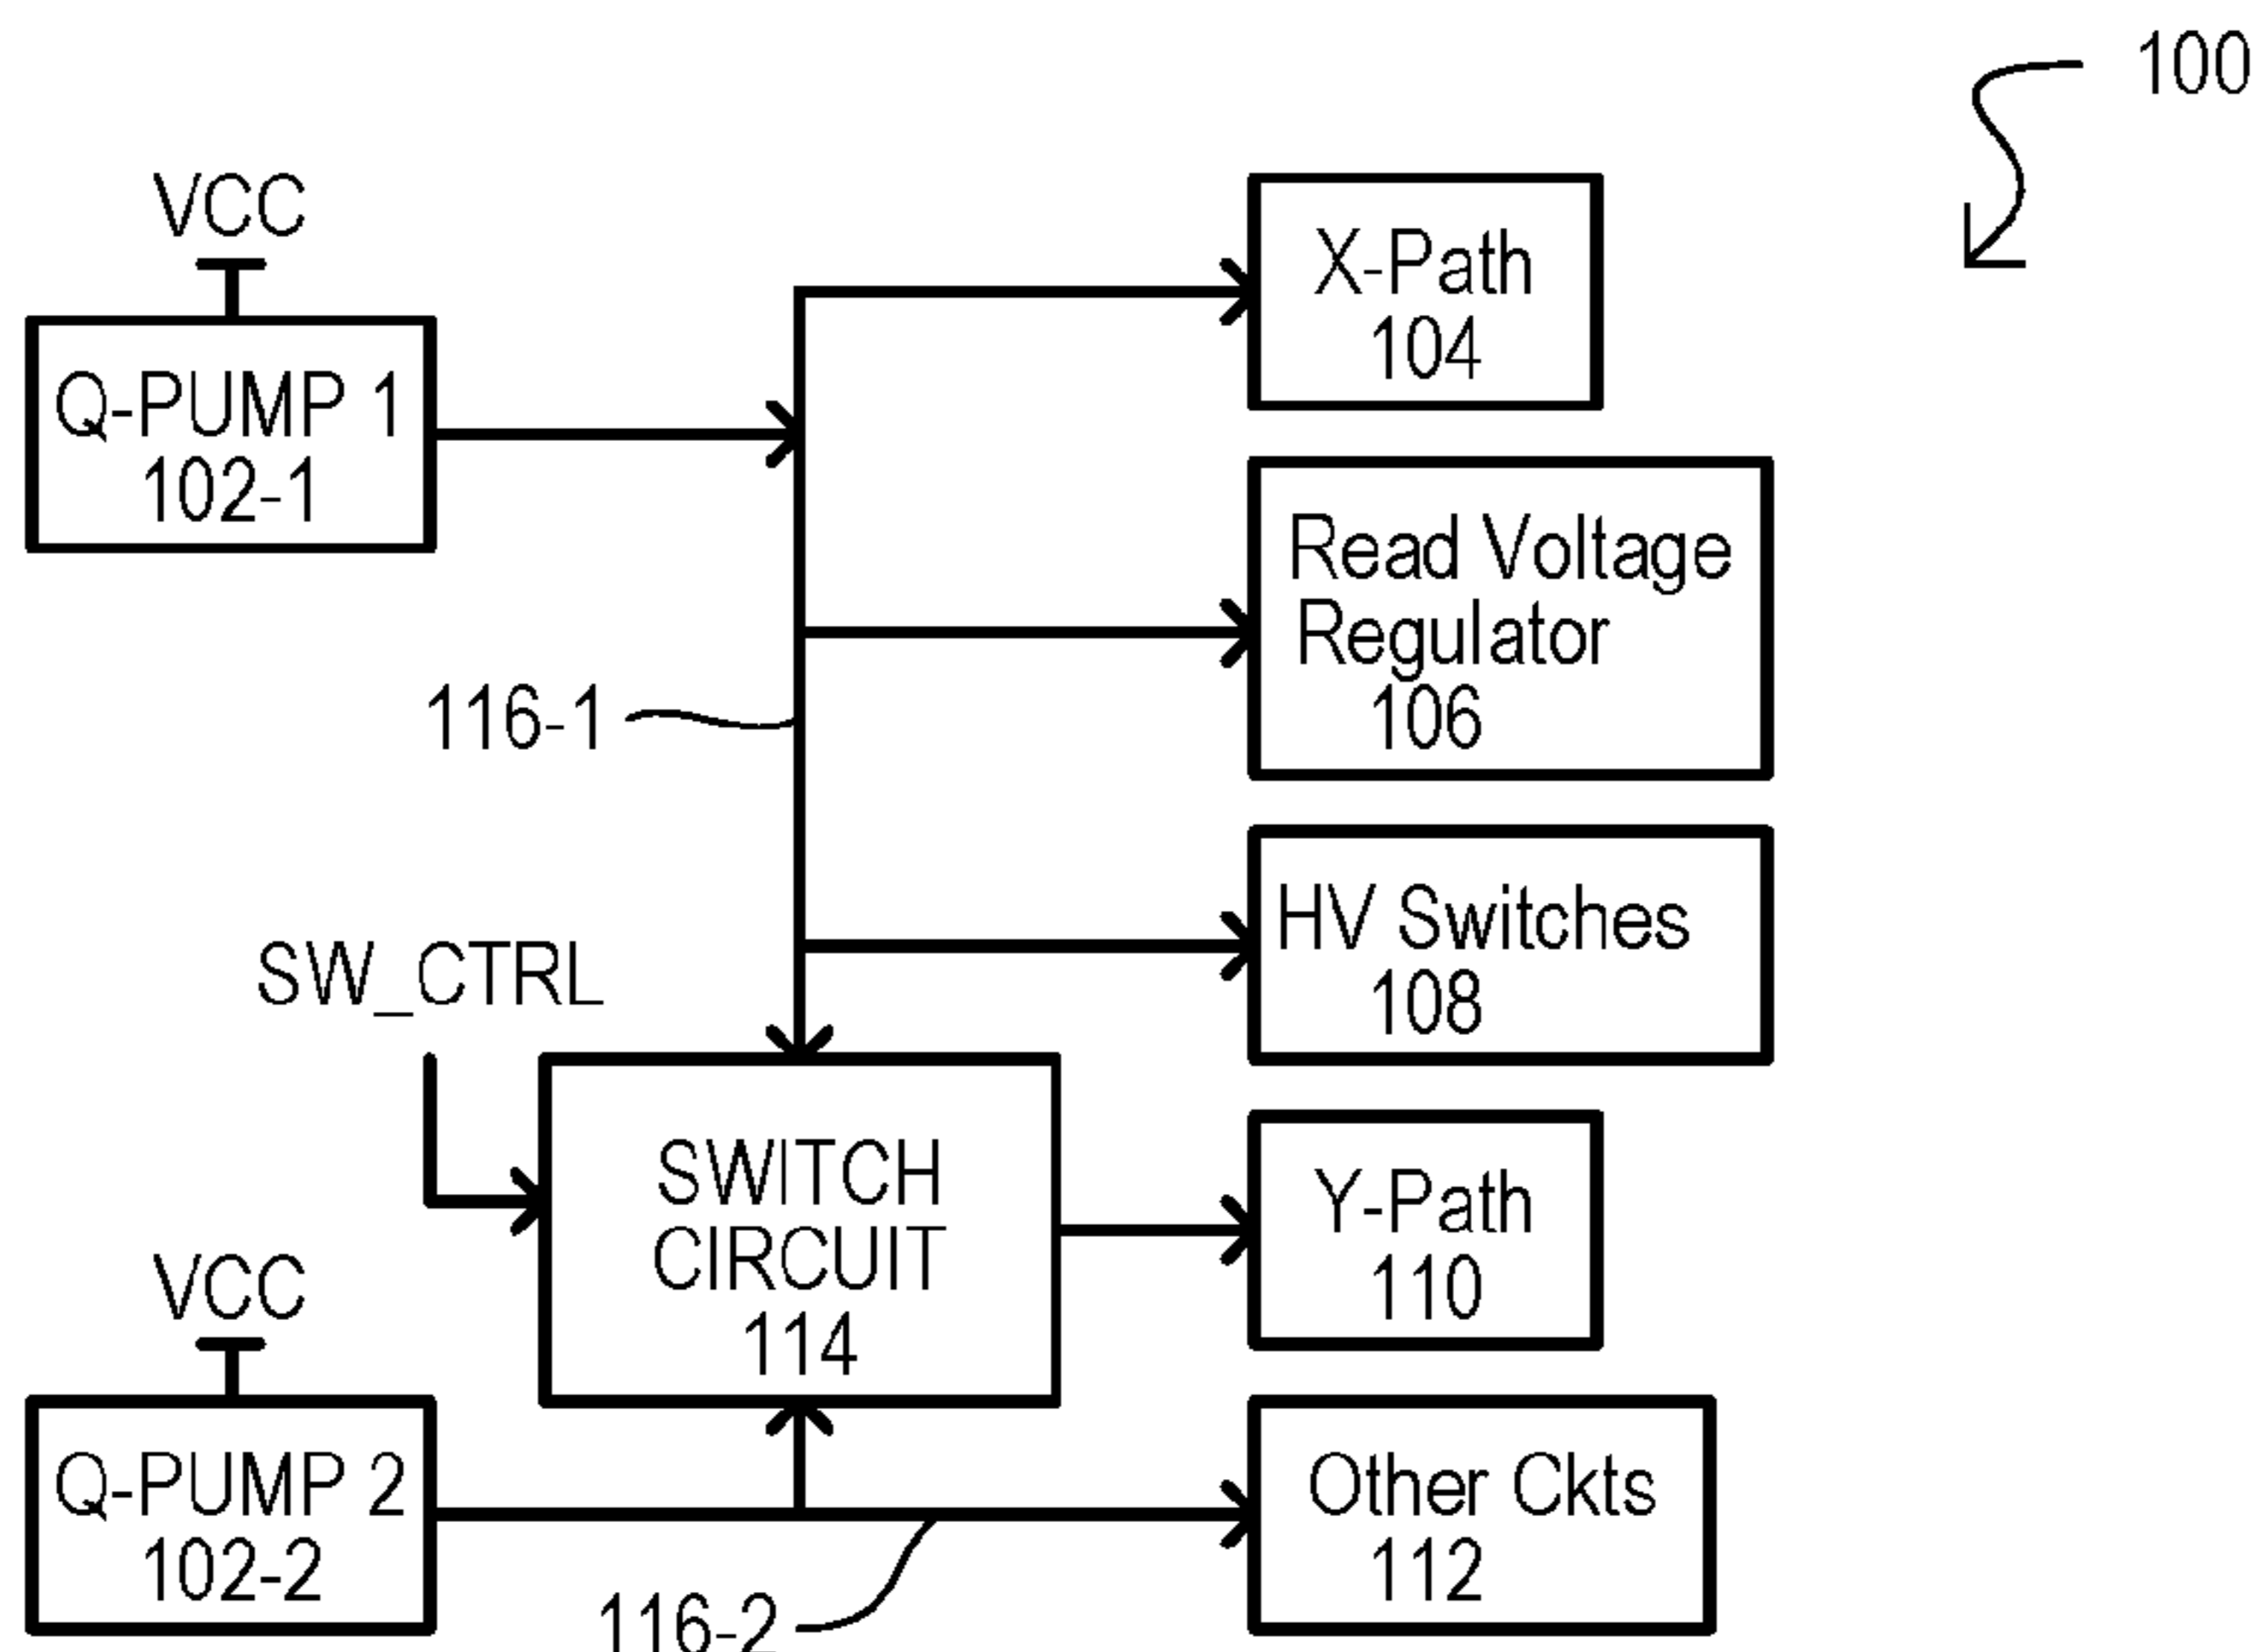 100
VCC
Q-PUMP 1
102-1
X-Path
104
Read Voltage
Regulator
106
116-1
HV Switches
108
SW_CTRL
SWITCH
CIRCUIT
114
Y-Path
110
VCC
Q-PUMP 2
102-2
Other Ckts
112
116-2